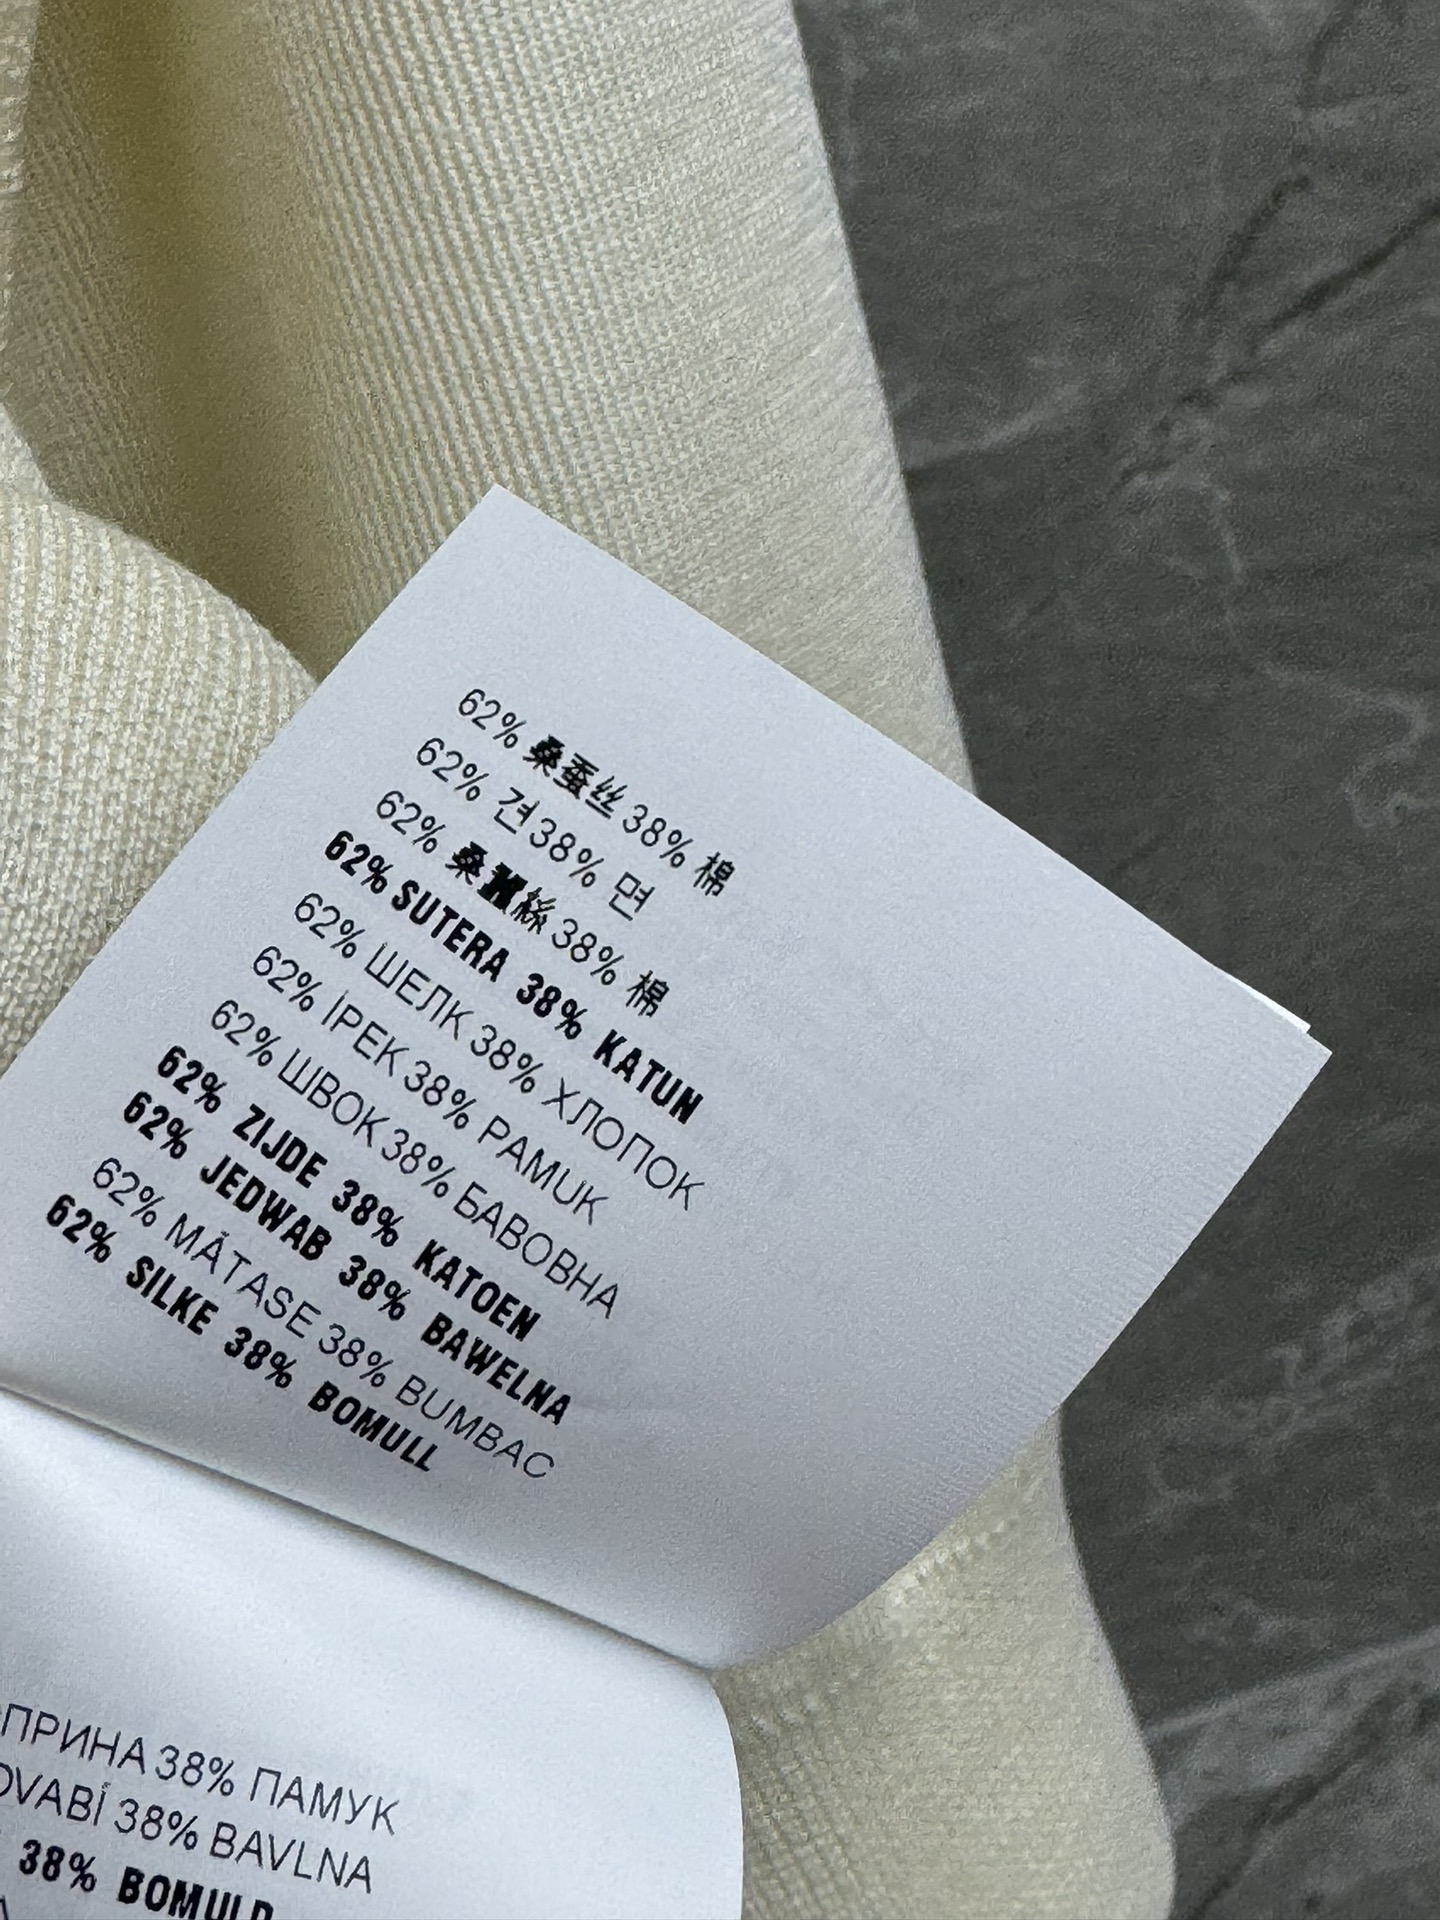 62% 桑蚕丝 38% 棉
62% 견 38% 면
62% 桑 絲 38% 棉
62% SUTERA 38% KATUN
62% ШЕЛК 38% ХЛОПОК
62% İPEK 38% PAMUK
62% ШВОК 38% БАВОВНА
62% ZIJDE 38% KATOEN
62% JEDWAB 38% BAWELNA
62% MĂTASE 38% BUMBAC
62% SILKE 38% BOMULL
ПРИНА 38% ПАМУК
OVABÍ 38% BAVLNA
38% BOMULD